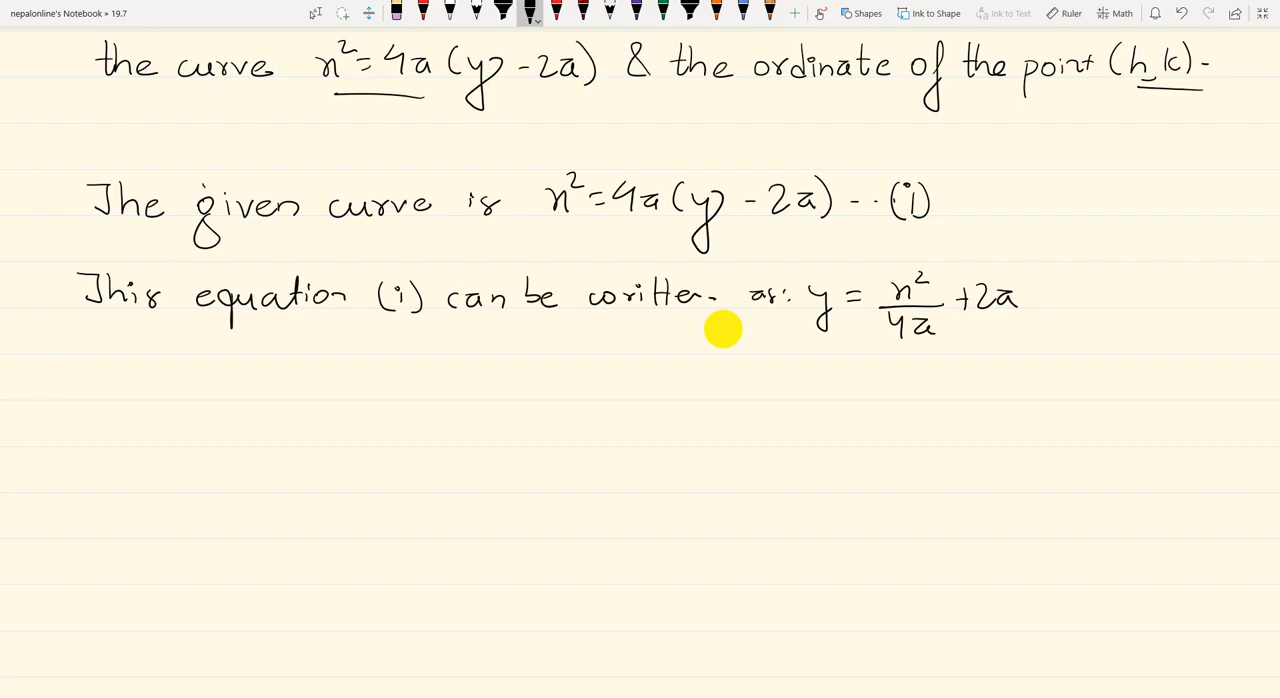 nepalonline's Notebook » 19.7
Shapes Ink to Shape Ink to Text Ruler Math
the curve x²=4a(y-2a) & the ordinate of the point (h, k)-
The given curve is x²=4a(y-2a) -··(i)
This equation (i) can be written as: y = x²/4a +2a